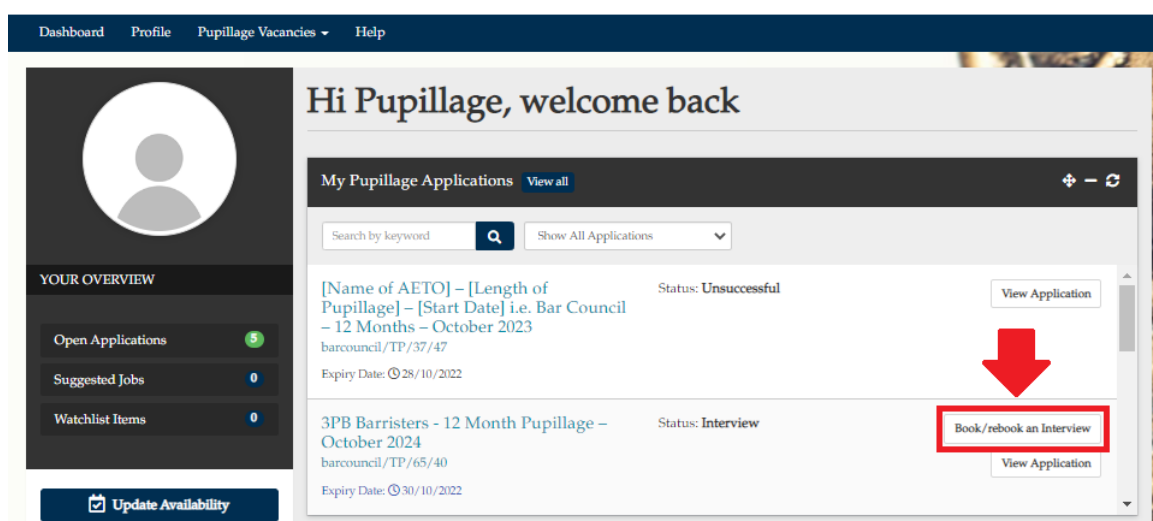 Dashboard Profile Pupillage Vacancies Help
Hi Pupillage, welcome back
My Pupillage Applications View all
Search by keyword Show All Applications
YOUR OVERVIEW
Open Applications 5
Suggested Jobs 0
Watchlist Items 0
Update Availability
[Name of AETO] – [Length of
Pupillage] – [Start Date] i.e. Bar Council
– 12 Months – October 2023
barcouncil/TP/37/47
Expiry Date: 28/10/2022
Status: Unsuccessful
View Application
3PB Barristers - 12 Month Pupillage –
October 2024
barcouncil/TP/65/40
Expiry Date: 30/10/2022
Status: Interview
Book/rebook an Interview
View Application